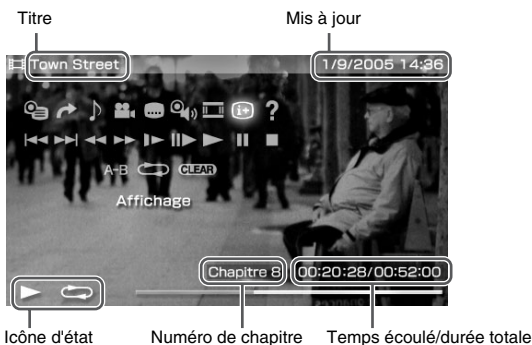 Titre Mis à jour
Town Street 1/9/2005 14:36
i+ ?
A-B CLEAR
Affichage
Chapitre 8 00:20:28/00:52:00
Icône d'état Numéro de chapitre Temps écoulé/durée totale